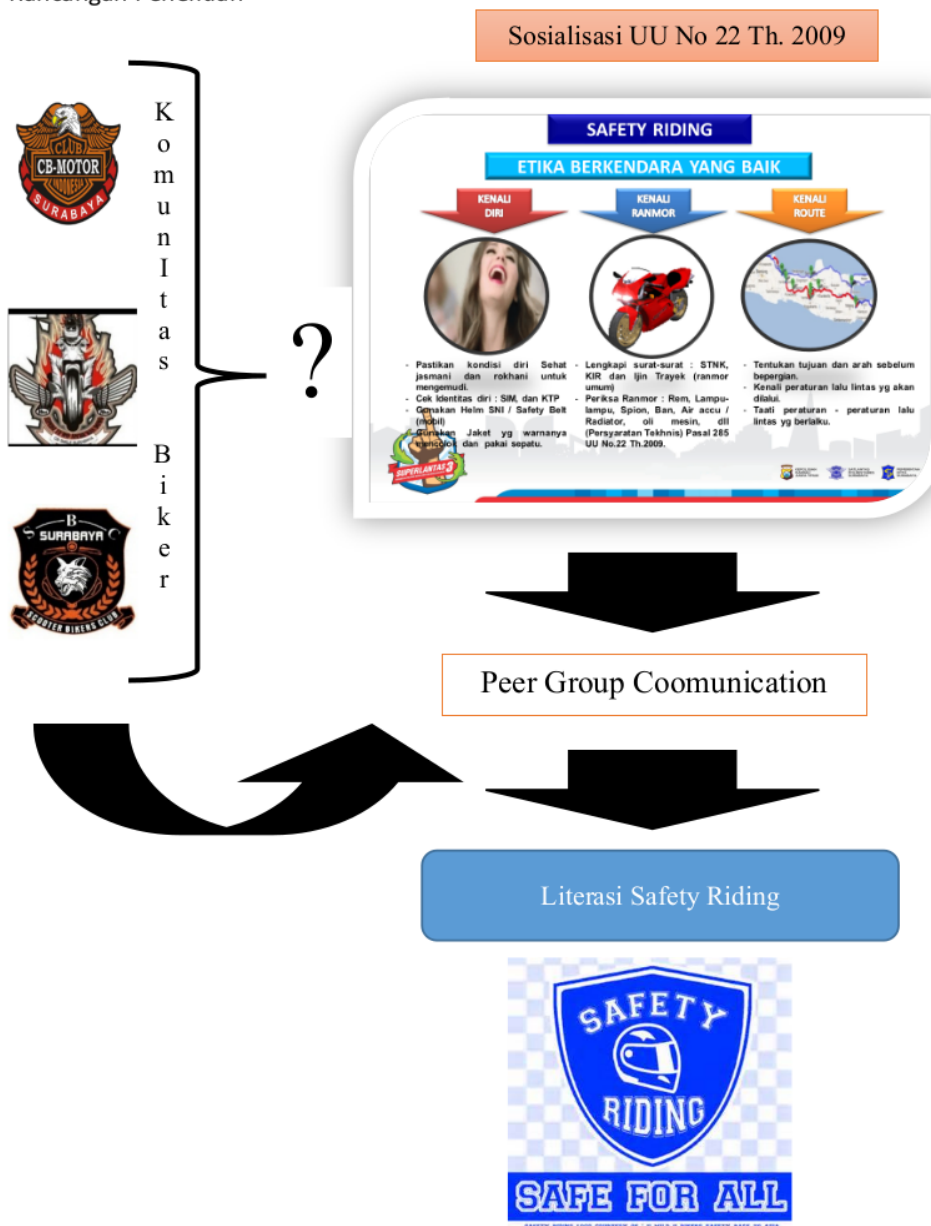 Sosialisasi UU No 22 Th. 2009
KomunItas Biker
CLUB
CB-MOTOR
INDONESIA
SURABAYA
S B C
SURABAYA
SCOOTER BIKERS CLUB
?
SAFETY RIDING
ETIKA BERKENDARA YANG BAIK
KENALI
DIRI
- Pastikan kondisi diri Sehat
jasmani dan rokhani untuk
mengemudi.
- Cek Identitas diri : SIM, dan KTP
- Gunakan Helm SNI / Safety Belt
(mobil)
- Gunakan Jaket yg warnanya
mencolok dan pakai sepatu.
KENALI
RANMOR
- Lengkapi surat-surat : STNK,
KIR dan Ijin Trayek (ranmor
umum)
- Periksa Ranmor : Rem, Lampu-
lampu, Spion, Ban, Air accu /
Radiator, oli mesin, dll
(Persyaratan Tekhnis) Pasal 285
UU No.22 Th.2009.
KENALI
ROUTE
- Tentukan tujuan dan arah sebelum
bepergian.
- Kenali peraturan lalu lintas yg akan
dilalui.
- Taati peraturan - peraturan lalu
lintas yg berlalku.
SUPERLANTAS 3
Peer Group Coomunication
Literasi Safety Riding
SAFETY
RIDING
SAFE FOR ALL